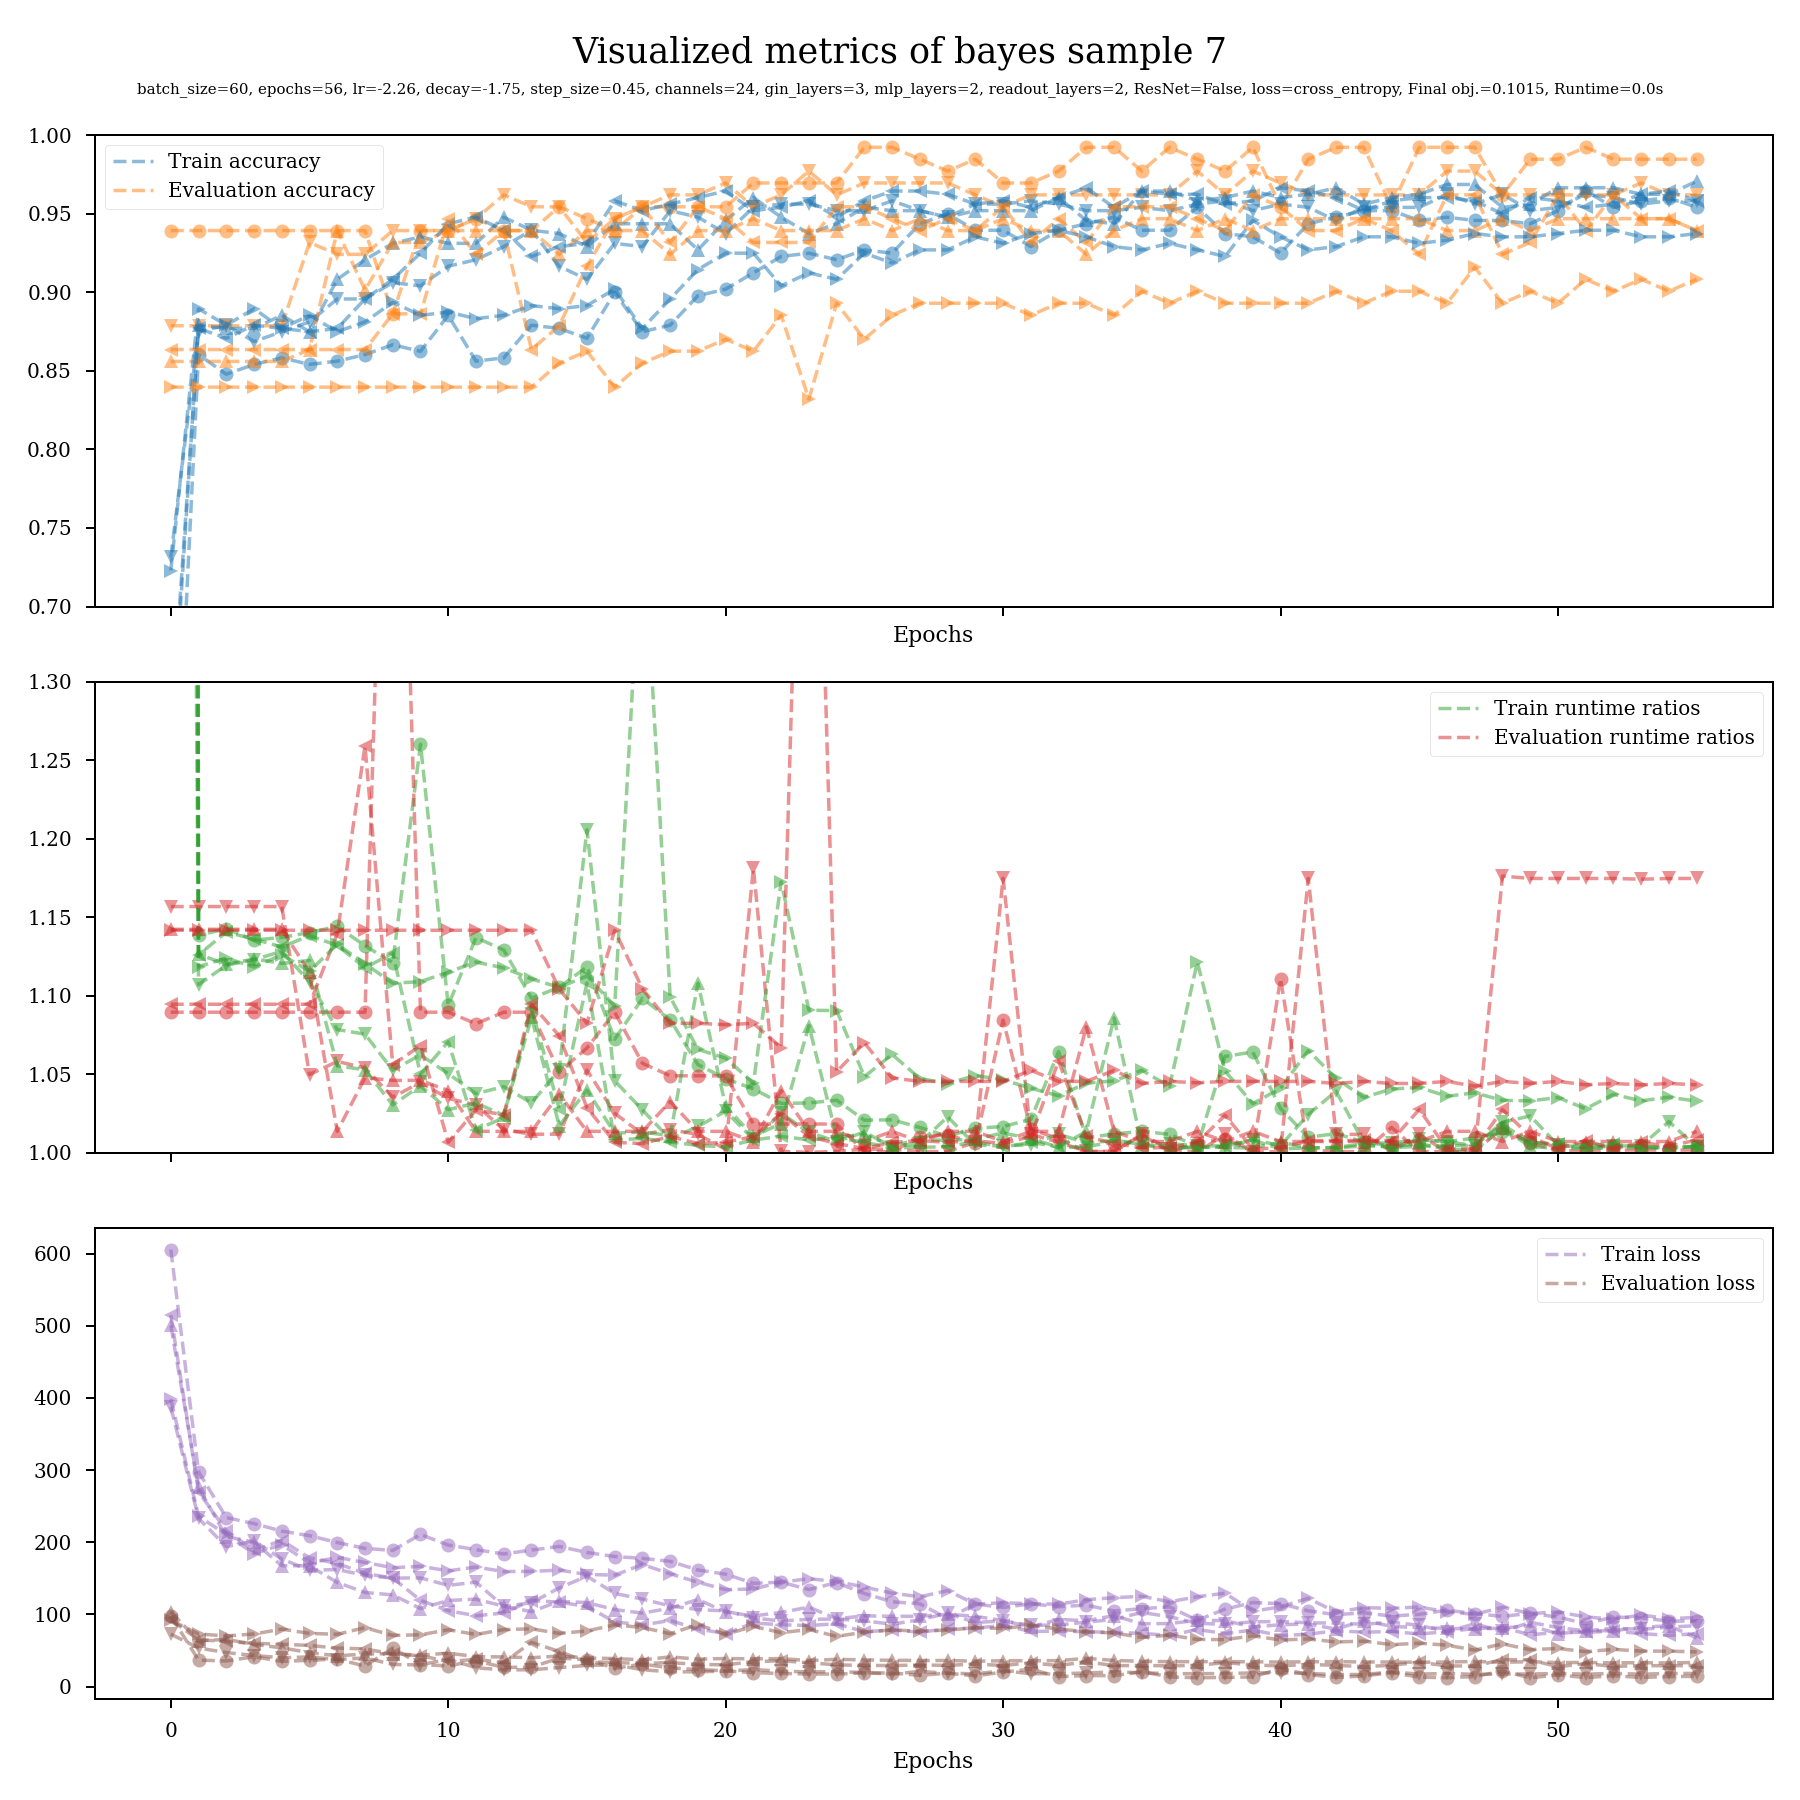 Visualized metrics of bayes sample 7
batch_size=60, epochs=56, lr=-2.26, decay=-1.75, step_size=0.45, channels=24, gin_layers=3, mlp_layers=2, readout_layers=2, ResNet=False, loss=cross_entropy, Final obj.=0.1015, Runtime=0.0s
1.00
Train accuracy
Evaluation accuracy
0.95
0.90
0.85
0.80
0.75
0.70
Epochs
1.30
Train runtime ratios
Evaluation runtime ratios
1.25
1.20
1.15
1.10
1.05
1.00
Epochs
600
Train loss
Evaluation loss
500
400
300
200
100
0
0 10 20 30 40 50
Epochs